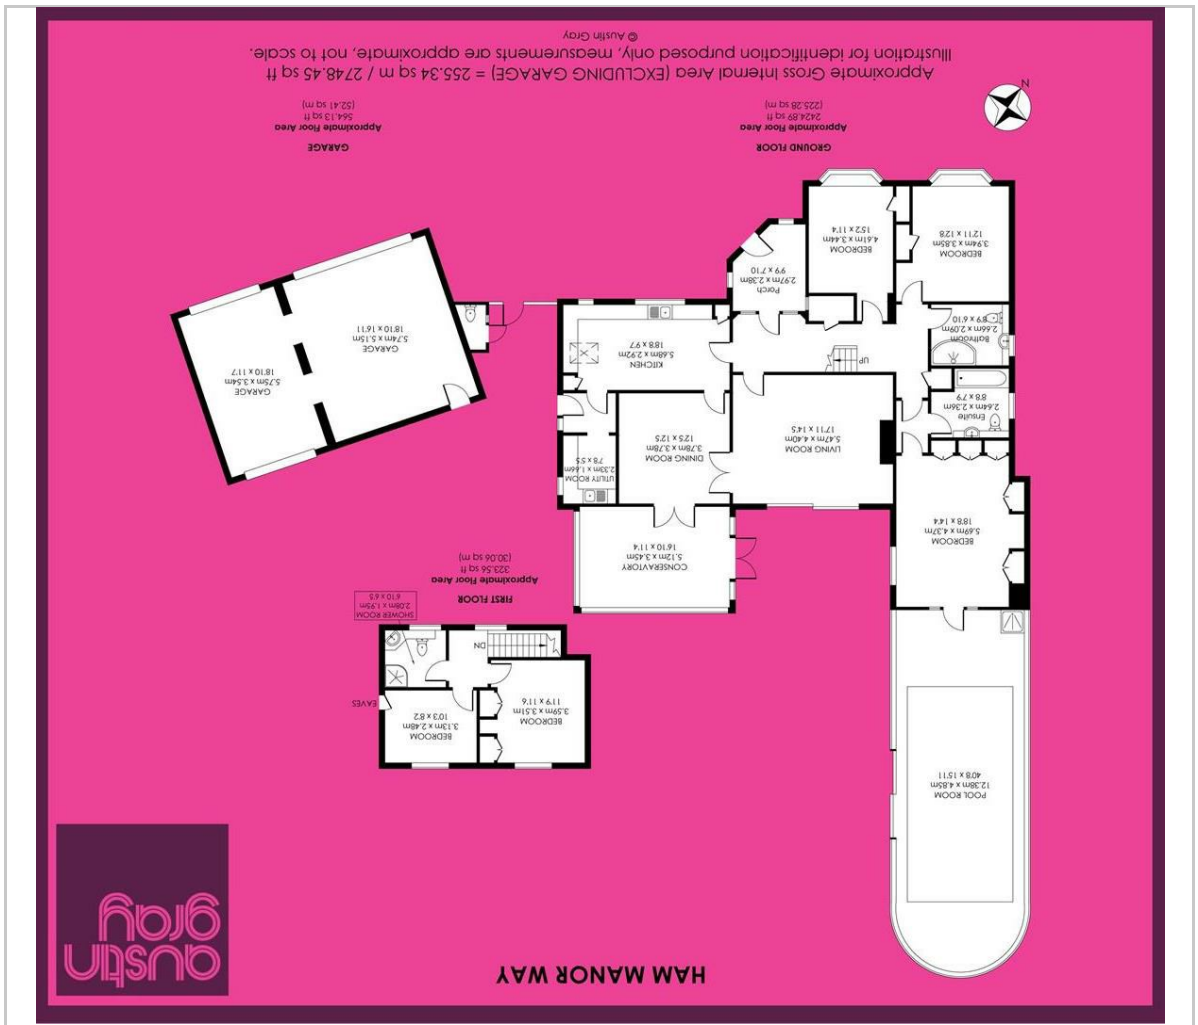 HAM MANOR WAY
austin
gray
POOL ROOM
12.38m x 4.85m
40'8 x 15'11
BEDROOM
3.59m x 3.51m
11'9 x 11'6
BEDROOM
3.13m x 2.48m
10'3 x 8'2
EAVES
DN
SHOWER ROOM
2.08m x 1.95m
6'10 x 6'5
FIRST FLOOR
Approximate Floor Area
323.56 sq ft
(30.06 sq m)
BEDROOM
5.69m x 4.37m
18'8 x 14'4
CONSERVATORY
5.12m x 3.45m
16'10 x 11'4
LIVING ROOM
5.47m x 4.40m
17'11 x 14'5
DINING ROOM
3.78m x 3.78m
12'5 x 12'5
UTILITY ROOM
2.33m x 1.66m
7'8 x 5'5
Ensuite
2.64m x 2.36m
8'8 x 7'9
UP
KITCHEN
5.68m x 2.92m
18'8 x 9'7
Bathroom
2.66m x 2.09m
8'9 x 6'10
Porch
2.97m x 2.38m
9'9 x 7'10
BEDROOM
3.94m x 3.85m
12'11 x 12'8
BEDROOM
4.61m x 3.44m
15'2 x 11'4
GARAGE
5.74m x 5.15m
18'10 x 16'11
GARAGE
5.75m x 3.54m
18'10 x 11'7
GROUND FLOOR
Approximate Floor Area
2424.89 sq ft
(225.28 sq m)
GARAGE
Approximate Floor Area
564.13 sq ft
(52.41 sq m)
N
Approximate Gross Internal Area (EXCLUDING GARAGE) = 255.34 sq m / 2748.45 sq ft
Illustration for identification purposed only, measurements are approximate, not to scale.
© Austin Gray